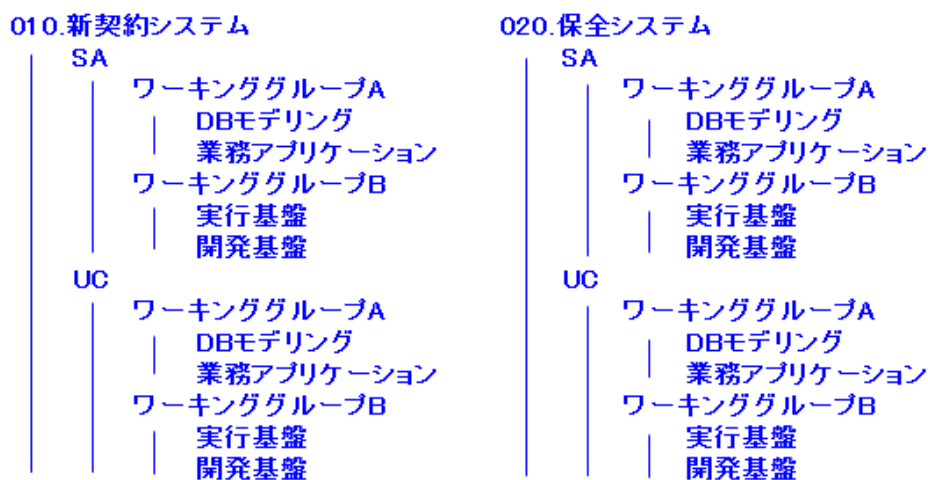 010.新契約システム
SA
ワーキンググループA
DBモデリング
業務アプリケーション
ワーキンググループB
実行基盤
開発基盤
UC
ワーキンググループA
DBモデリング
業務アプリケーション
ワーキンググループB
実行基盤
開発基盤
020.保全システム
SA
ワーキンググループA
DBモデリング
業務アプリケーション
ワーキンググループB
実行基盤
開発基盤
UC
ワーキンググループA
DBモデリング
業務アプリケーション
ワーキンググループB
実行基盤
開発基盤